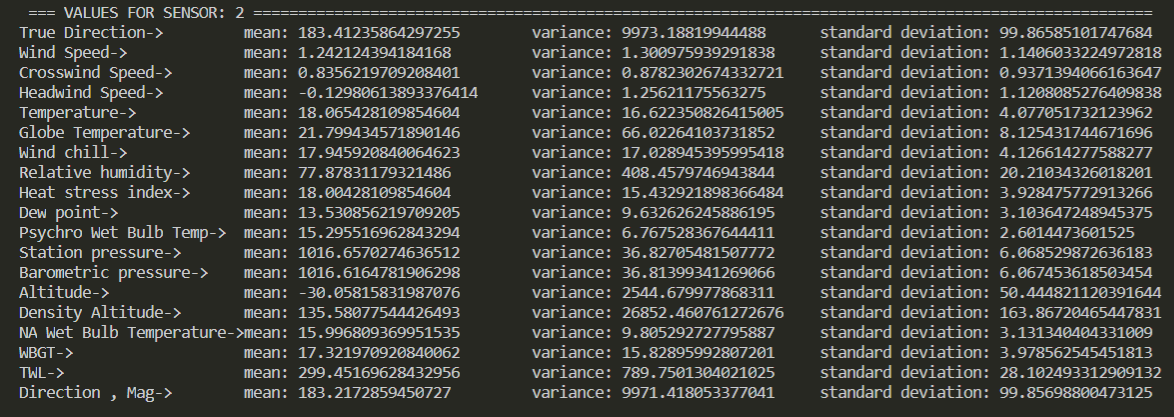 === VALUES FOR SENSOR: 2 ====================================================================================================
True Direction-> mean: 183.41235864297255 variance: 9973.18819944488 standard deviation: 99.86585101747684
Wind Speed-> mean: 1.242124394184168 variance: 1.300975939291838 standard deviation: 1.1406033224972818
Crosswind Speed-> mean: 0.8356219709208401 variance: 0.8782302674332721 standard deviation: 0.9371394066163647
Headwind Speed-> mean: -0.12980613893376414 variance: 1.25621175563275 standard deviation: 1.1208085276409838
Temperature-> mean: 18.065428109854604 variance: 16.622350826415005 standard deviation: 4.077051732123962
Globe Temperature-> mean: 21.799434571890146 variance: 66.02264103731852 standard deviation: 8.125431744671696
Wind chill-> mean: 17.945920840064623 variance: 17.028945395995418 standard deviation: 4.126614277588277
Relative humidity-> mean: 77.87831179321486 variance: 408.4579746943844 standard deviation: 20.21034326018201
Heat stress index-> mean: 18.00428109854604 variance: 15.432921898366484 standard deviation: 3.928475772913266
Dew point-> mean: 13.530856219709205 variance: 9.632626245886195 standard deviation: 3.103647248945375
Psychro Wet Bulb Temp-> mean: 15.295516962843294 variance: 6.767528367644411 standard deviation: 2.6014473601525
Station pressure-> mean: 1016.6570274636512 variance: 36.82705481507772 standard deviation: 6.068529872636183
Barometric pressure-> mean: 1016.6164781906298 variance: 36.81399341269066 standard deviation: 6.067453618503454
Altitude-> mean: -30.05815831987076 variance: 2544.679977868311 standard deviation: 50.444821120391644
Density Altitude-> mean: 135.58077544426493 variance: 26852.460761272676 standard deviation: 163.86720465447831
NA Wet Bulb Temperature->mean: 15.996809369951535 variance: 9.805292727795887 standard deviation: 3.131340404331009
WBGT-> mean: 17.321970920840062 variance: 15.82895992807201 standard deviation: 3.978562545451813
TWL-> mean: 299.45169628432956 variance: 789.7501304021025 standard deviation: 28.102493312909132
Direction , Mag-> mean: 183.2172859450727 variance: 9971.418053377041 standard deviation: 99.85698800473125